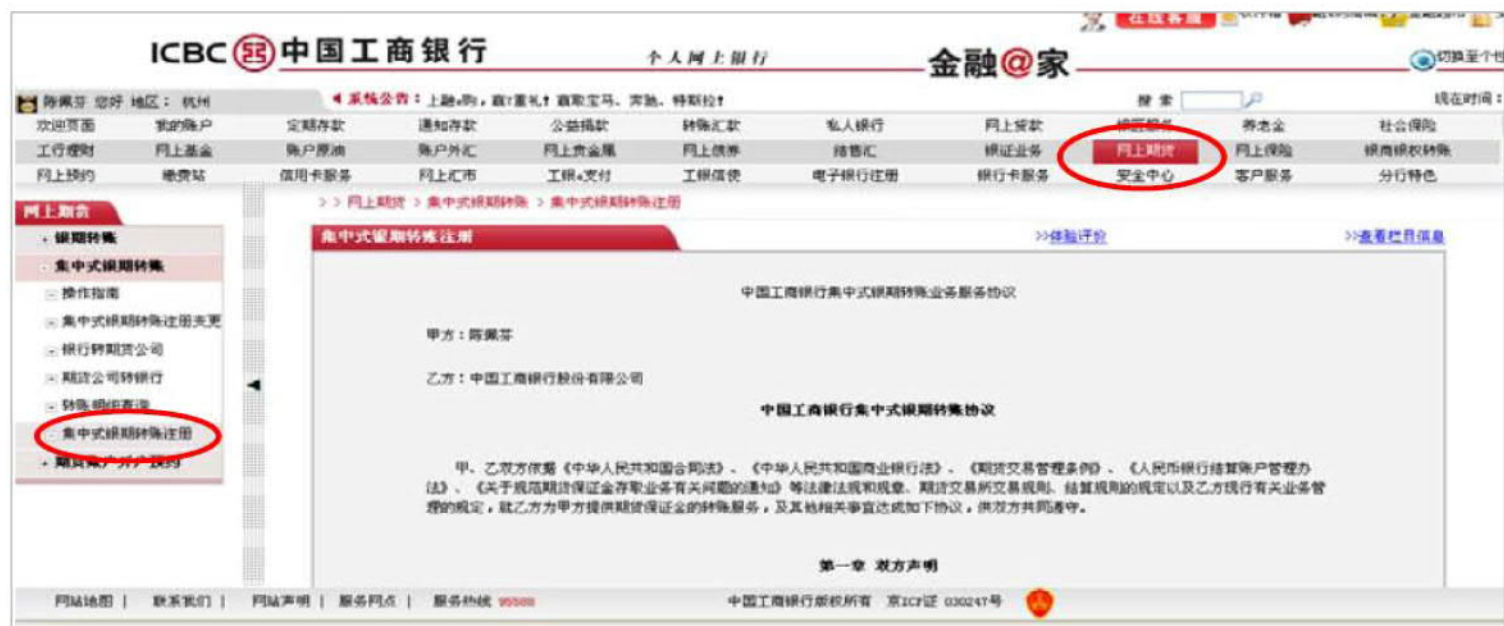 在线客服
ICBC 中国工商银行 个人网上银行 金融@家 切换至个性
陈佩芬 您好 地区： 杭州 系统公告： 搜索 现在时间：
欢迎页面 我的账户 定期存款 通知存款 公益捐款 转账汇款 私人银行 网上贷款 养老金 社会保险
工行理财 网上基金 账户原油 账户外汇 网上贵金属 网上债券 结售汇 银证业务 网上期货 网上保险 银商银权转账
网上预约 缴费站 信用卡服务 网上汇市 工银e支付 工银信使 电子银行注册 银行卡服务 安全中心 客户服务 分行特色
> > 网上期货 > 集中式银期转账 > 集中式银期转账注册
网上期货
银期转账
集中式银期转账
操作指南
集中式银期转账注册变更
银行转期货公司
期货公司转银行
转账明细查询
集中式银期转账注册
期货账户开户预约
集中式银期转账注册 >>体验评价 >>查看栏目信息
中国工商银行集中式银期转账业务服务协议
甲方：陈佩芬
乙方：中国工商银行股份有限公司
中国工商银行集中式银期转账协议
甲、乙双方依据《中华人民共和国合同法》、《中华人民共和国商业银行法》、《期货交易管理条例》、《人民币银行结算账户管理办
法》、《关于规范期货保证金存取业务有关问题的通知》等法律法规和规章、期货交易所交易规则、结算规则的规定以及乙方现行有关业务管
理的规定，就乙方为甲方提供期货保证金的转账服务，及其他相关事宜达成如下协议，供双方共同遵守。
第一章 双方声明
网站地图 | 联系我们 | 网站声明 | 服务网点 | 服务热线 95588 中国工商银行版权所有 京ICP证 030247号